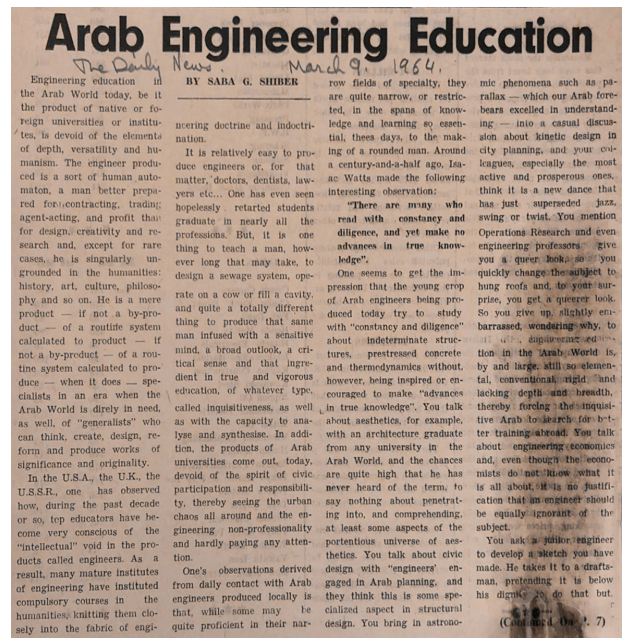 Arab Engineering Education
The Daily News. March 9. 1964.
Engineering education in
the Arab World today, be it
the product of native or fo-
reign universities or institu-
tes, is devoid of the elements
of depth, versatility and hu-
manism. The engineer produ-
ced is a sort of human auto-
maton, a man better prepa-
red for contracting, trading
agent-acting, and profit than
for design, creativity and re-
search and, except for rare
cases, he is singularly un-
grounded in the humanities:
history, art, culture, philoso-
phy and so on. He is a mere
product — if not a by-pro-
duct — of a routine system
calculated to product — if
not a by-product — of a rou-
tine system calculated to pro-
duce — when it does — spe-
cialists in an era when the
Arab World is direly in need,
as well, of "generalists" who
can think, create, design, re-
form and produce works of
significance and originality.
In the U.S.A., the U.K., the
U.S.S.R., one has observed
how, during the past decade
or so, top educators have be-
come very conscious of the
"intellectual" void in the pro-
ducts called engineers. As a
result, many mature institutes
of engineering have instituted
compulsory courses in the
humanities, knitting them clo-
sely into the fabric of engi-
BY SABA G. SHIBER
neering doctrine and indoctri-
nation.
It is relatively easy to pro-
duce engineers or, for that
matter, doctors, dentists, law-
yers etc... One has even seen
hopelessly retarted students
graduate in nearly all the
professions. But, it is one
thing to teach a man, how-
ever long that may take, to
design a sewage system, ope-
rate on a cow or fill a cavity,
and quite a totally different
thing to produce that same
man infused with a sensitive
mind, a broad outlook, a cri-
tical sense and that ingre-
dient in true and vigorous
education, of whatever type,
called inquisitiveness, as well
as with the capacity to ana-
lyse and synthesise. In addi-
tion, the products of Arab
universities come out, today,
devoid of the spirit of civic
participation and responsibili-
ty, thereby seeing the urban
chaos all around and the en-
gineering non-professionality
and hardly paying any atten-
tion.
One's observations derived
from daily contact with Arab
engineers produced locally is
that, while some may be
quite proficient in their nar-
row fields of specialty, they
are quite narrow, or restric-
ted, in the spans of know-
ledge and learning so essen-
tial, thees days, to the mak-
ing of a rounded man. Around
a century-and-a-half ago, Isa-
ac Watts made the following
interesting observation:
"There are many who
read with constancy and
diligence, and yet make no
advances in true know-
ledge".
One seems to get the im-
pression that the young crop
of Arab engineers being pro-
duced today try to study
with "constancy and diligence"
about indeterminate struc-
tures, prestressed concrete
and thermodynamics without,
however, being inspired or en-
couraged to make "advances
in true knowledge". You talk
about aesthetics, for example,
with an architecture graduate
from any university in the
Arab World, and the chances
are quite high that he has
never heard of the term, to
say nothing about penetrat-
ing into, and comprehending,
at least some aspects of the
portentious universe of aes-
thetics. You talk about civic
design with "engineers' en-
gaged in Arab planning, and
they think this is some spe-
cialized aspect in structural
design. You bring in astrono-
mic phenomena such as pa-
rallax — which our Arab fore-
bears excelled in understand-
ing — into a casual discus-
sion about kinetic design in
city planning, and your col-
leagues, especially the most
active and prosperous ones,
think it is a new dance that
has just superseded jazz,
swing or twist. You mention
Operations Research and even
engineering professors give
you a queer look, so you
quickly change the subject to
hung roofs and, to your sur-
prise, you get a queerer look.
So you give up, slightly em-
barrassed, wondering why, to
tion in the Arab World is,
by and large, still so elemen-
tal, conventional, rigid and
lacking depth and breadth,
thereby forcing the inquisi-
tive Arab to search for bet-
ter training abroad. You talk
about engineering economics
and, even though the econo-
mists do not know what it
is all about, it is no justifi-
cation that an engineer should
be equally ignorant of the
subject.
You ask a junior engineer
to develop a sketch you have
made. He takes it to a drafts-
man, pretending it is below
his dignity to do that but,
(Continued On P. 7)